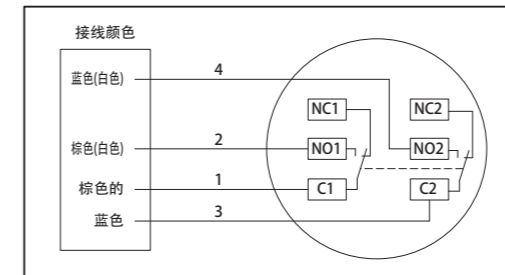 接线颜色
蓝色(白色) 4
NC1 NC2
棕色(白色) 2 NO1 NO2
棕色的 1 C1 C2
蓝色 3